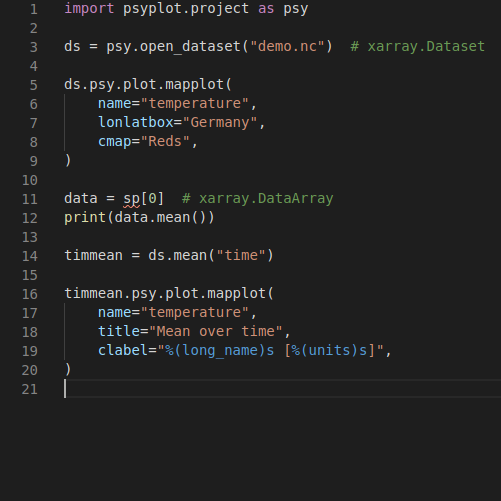 1 import psyplot.project as psy
2
3 ds = psy.open_dataset("demo.nc")  # xarray.Dataset
4
5 ds.psy.plot.mapplot(
6     name="temperature",
7     lonlatbox="Germany",
8     cmap="Reds",
9 )
10
11 data = sp[0]  # xarray.DataArray
12 print(data.mean())
13
14 timmean = ds.mean("time")
15
16 timmean.psy.plot.mapplot(
17     name="temperature",
18     title="Mean over time",
19     clabel="%(long_name)s [%(units)s]",
20 )
21